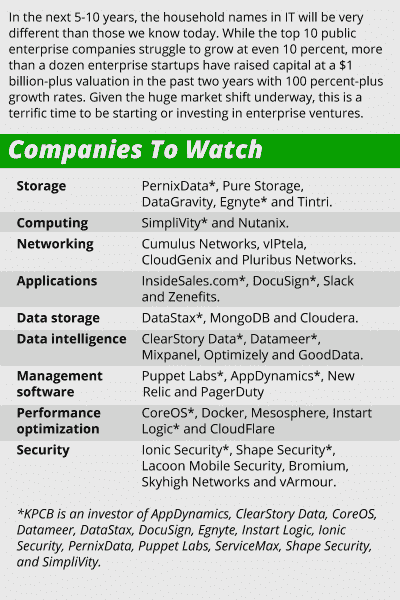 In the next 5-10 years, the household names in IT will be very
different than those we know today. While the top 10 public
enterprise companies struggle to grow at even 10 percent, more
than a dozen enterprise startups have raised capital at a $1
billion-plus valuation in the past two years with 100 percent-plus
growth rates. Given the huge market shift underway, this is a
terrific time to be starting or investing in enterprise ventures.
Companies To Watch
Storage PernixData*, Pure Storage,
DataGravity, Egnyte* and Tintri.
Computing SimpliVity* and Nutanix.
Networking Cumulus Networks, vIPtela,
CloudGenix and Pluribus Networks.
Applications InsideSales.com*, DocuSign*, Slack
and Zenefits.
Data storage DataStax*, MongoDB and Cloudera.
Data intelligence ClearStory Data*, Datameer*,
Mixpanel, Optimizely and GoodData.
Management Puppet Labs*, AppDynamics*, New
software Relic and PagerDuty
Performance CoreOS*, Docker, Mesosphere, Instart
optimization Logic* and CloudFlare
Security Ionic Security*, Shape Security*,
Lacoon Mobile Security, Bromium,
Skyhigh Networks and vArmour.
*KPCB is an investor of AppDynamics, ClearStory Data, CoreOS,
Datameer, DataStax, DocuSign, Egnyte, Instart Logic, Ionic
Security, PernixData, Puppet Labs, ServiceMax, Shape Security,
and SimpliVity.